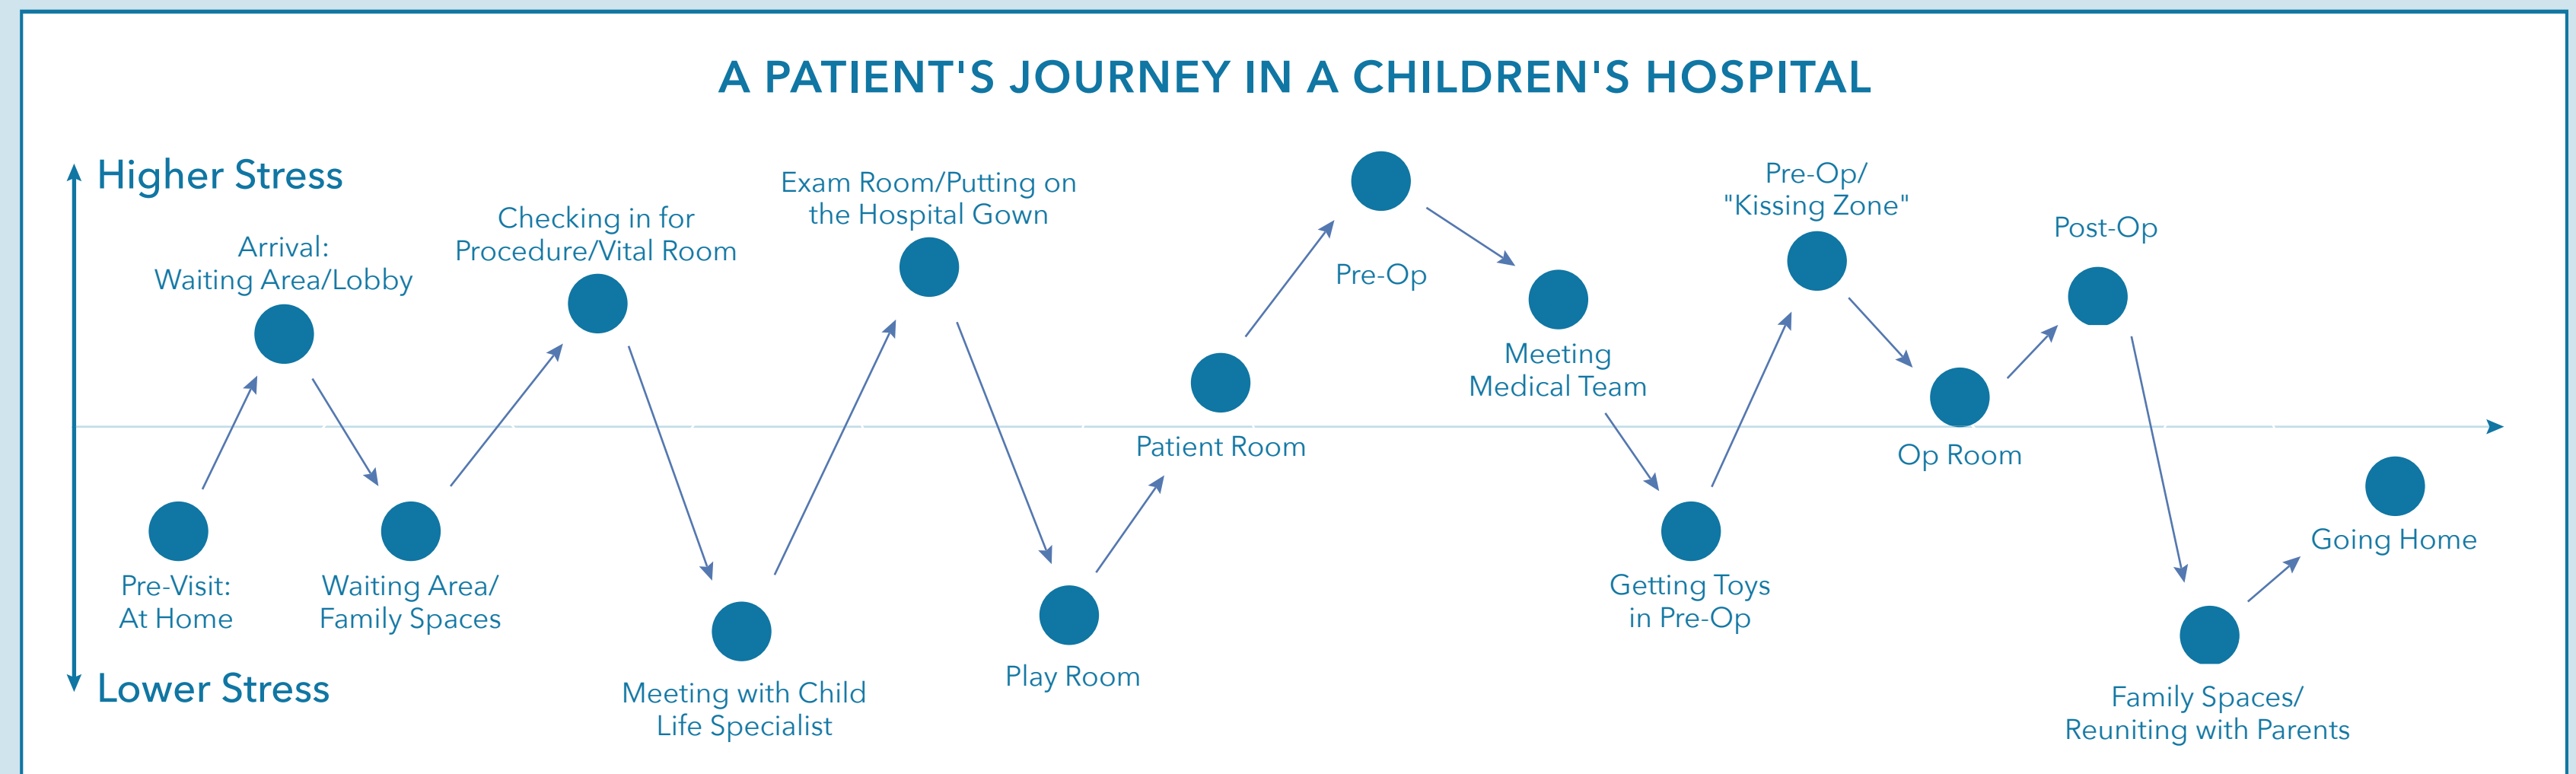 A PATIENT'S JOURNEY IN A CHILDREN'S HOSPITAL
Higher Stress
Pre-Visit:
At Home
Arrival:
Waiting Area/Lobby
Waiting Area/
Family Spaces
Checking in for
Procedure/Vital Room
Meeting with Child
Life Specialist
Exam Room/Putting on
the Hospital Gown
Play Room
Patient Room
Pre-Op
Meeting
Medical Team
Getting Toys
in Pre-Op
Pre-Op/
"Kissing Zone"
Op Room
Post-Op
Family Spaces/
Reuniting with Parents
Going Home
Lower Stress